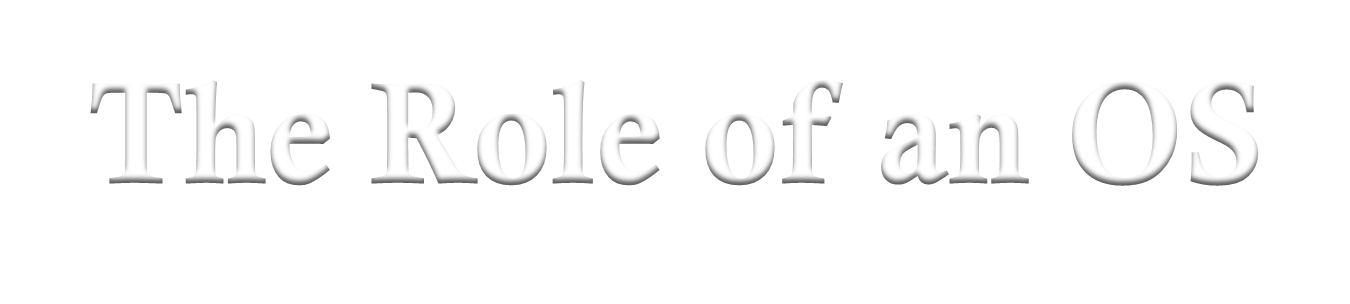 The Role of an OS